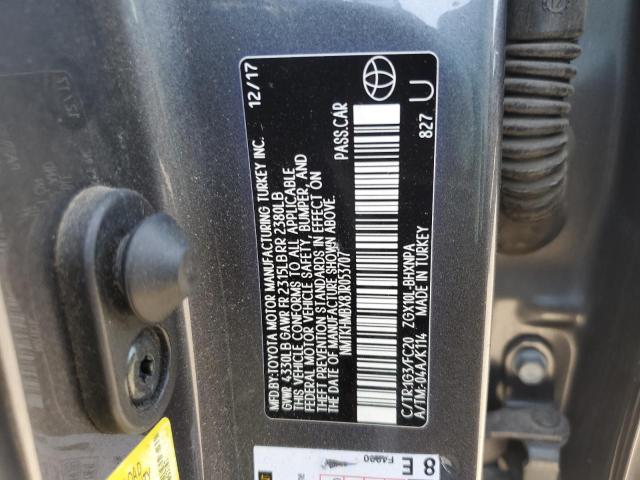 12/17
MFD BY:TOYOTA MOTOR MANUFACTURING TURKEY INC.
GVWR 4330LB GAWR FR 2315LB RR 2380LB
THIS VEHICLE CONFORMS TO ALL APPLICABLE
FEDERAL MOTOR VEHICLE SAFETY, BUMPER, AND
THEFT PREVENTION STANDARDS IN EFFECT ON
THE DATE OF MANUFACTURE SHOWN ABOVE.
NMTKHMBX8JR053707 PASS.CAR
C/TR:1G3/FC20 ZGX10L-BHXNPA 827 U
A/TM:-04A/K114 MADE IN TURKEY
8 E